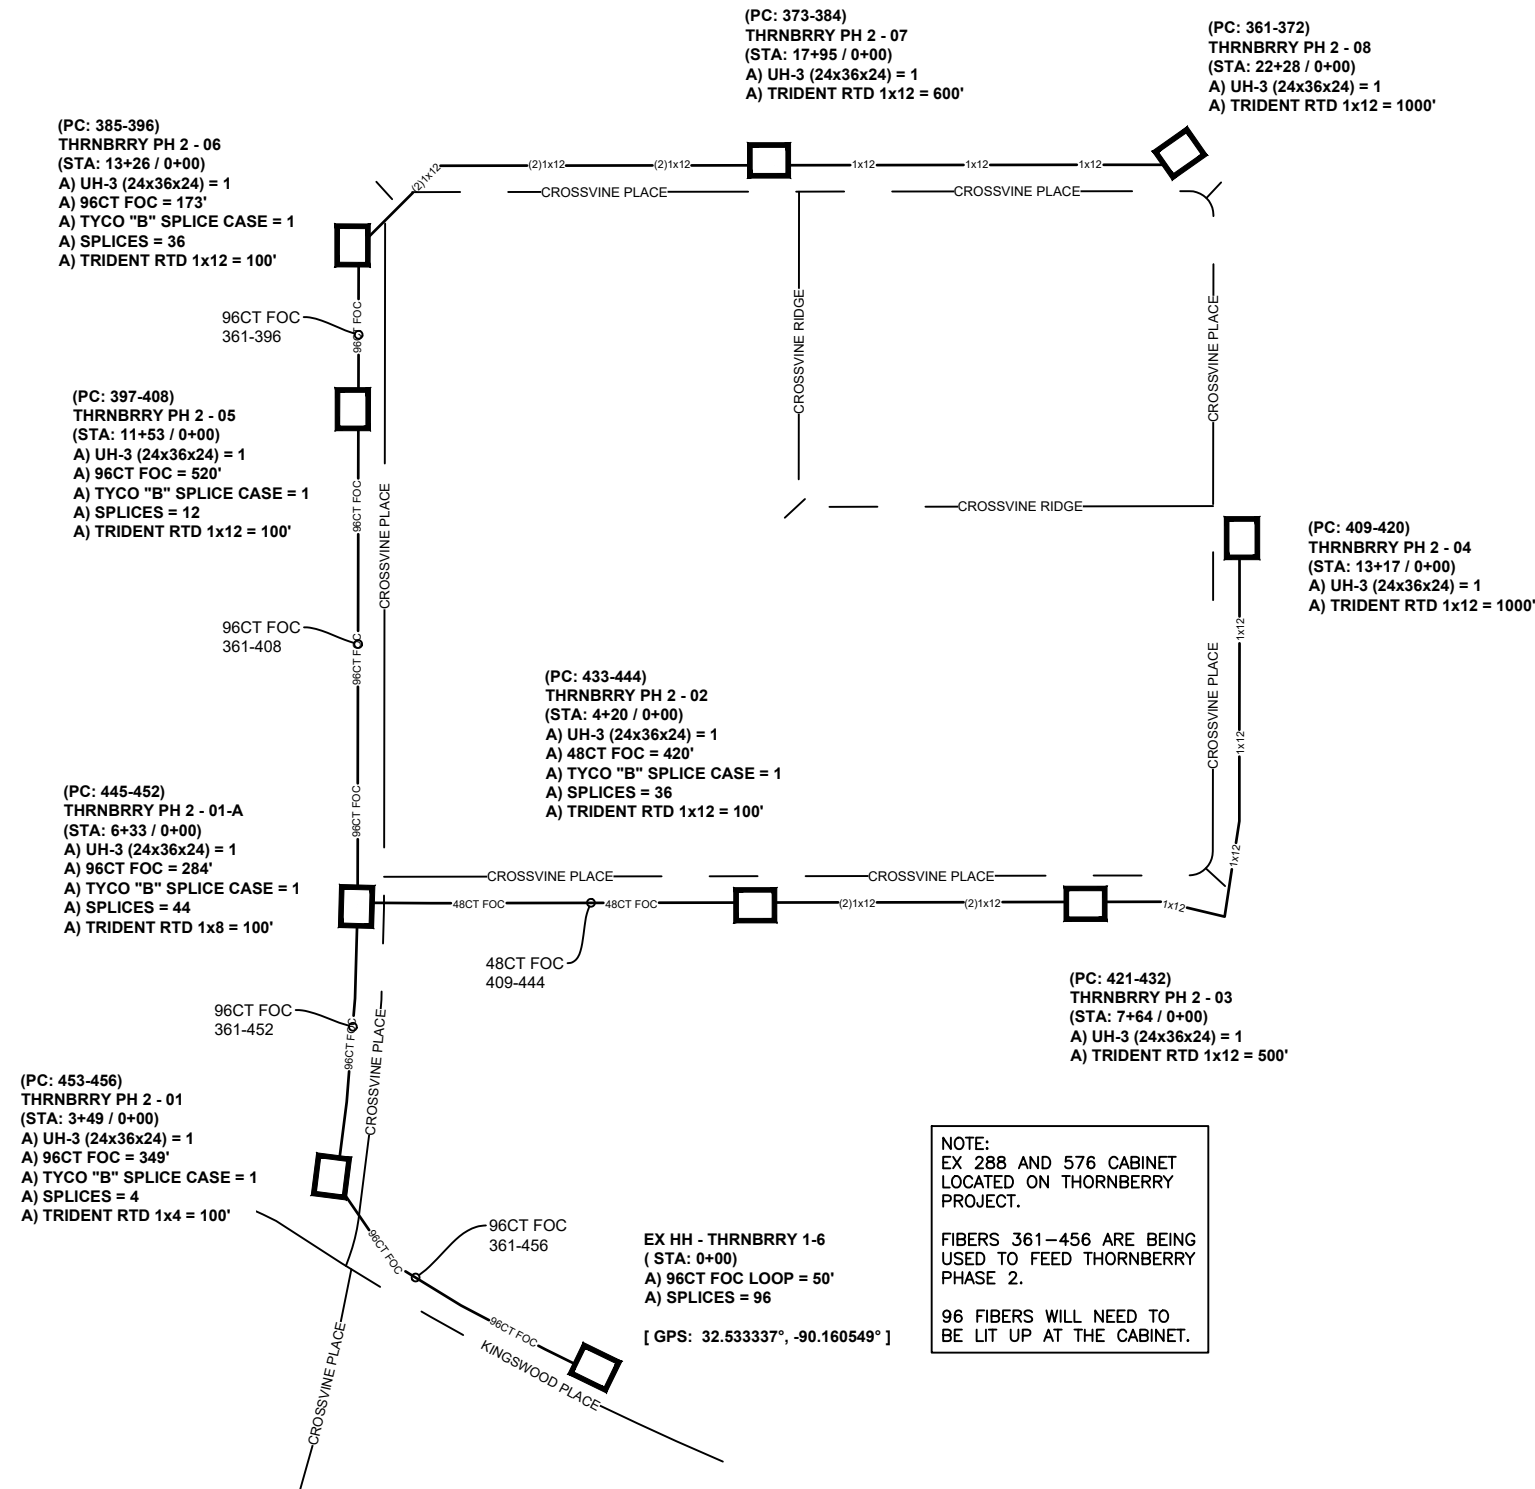 (PC: 373-384)
THRNBRRY PH 2 - 07
(STA: 17+95 / 0+00)
A) UH-3 (24x36x24) = 1
A) TRIDENT RTD 1x12 = 600'
(PC: 361-372)
THRNBRRY PH 2 - 08
(STA: 22+28 / 0+00)
A) UH-3 (24x36x24) = 1
A) TRIDENT RTD 1x12 = 1000'
(PC: 385-396)
THRNBRRY PH 2 - 06
(STA: 13+26 / 0+00)
A) UH-3 (24x36x24) = 1
A) 96CT FOC = 173'
A) TYCO "B" SPLICE CASE = 1
A) SPLICES = 36
A) TRIDENT RTD 1x12 = 100'
(2)1x12
(2)1x12
(2)1x12
1x12
1x12
1x12
CROSSVINE PLACE
CROSSVINE PLACE
96CT FOC
96CT FOC
361-396
96CT FOC
CROSSVINE RIDGE
CROSSVINE PLACE
(PC: 397-408)
THRNBRRY PH 2 - 05
(STA: 11+53 / 0+00)
A) UH-3 (24x36x24) = 1
A) 96CT FOC = 520'
A) TYCO "B" SPLICE CASE = 1
A) SPLICES = 12
A) TRIDENT RTD 1x12 = 100'
96CT FOC
CROSSVINE PLACE
CROSSVINE RIDGE
(PC: 409-420)
THRNBRRY PH 2 - 04
(STA: 13+17 / 0+00)
A) UH-3 (24x36x24) = 1
A) TRIDENT RTD 1x12 = 1000'
96CT FOC
361-408
96CT FOC
1x12
CROSSVINE PLACE
1x12
1x12
(PC: 433-444)
THRNBRRY PH 2 - 02
(STA: 4+20 / 0+00)
A) UH-3 (24x36x24) = 1
A) 48CT FOC = 420'
A) TYCO "B" SPLICE CASE = 1
A) SPLICES = 36
A) TRIDENT RTD 1x12 = 100'
96CT FOC
(PC: 445-452)
THRNBRRY PH 2 - 01-A
(STA: 6+33 / 0+00)
A) UH-3 (24x36x24) = 1
A) 96CT FOC = 284'
A) TYCO "B" SPLICE CASE = 1
A) SPLICES = 44
A) TRIDENT RTD 1x8 = 100'
CROSSVINE PLACE
CROSSVINE PLACE
48CT FOC
48CT FOC
(2)1x12
(2)1x12
1x12
48CT FOC
409-444
96CT FOC
361-452
96CT FOC
CROSSVINE PLACE
(PC: 421-432)
THRNBRRY PH 2 - 03
(STA: 7+64 / 0+00)
A) UH-3 (24x36x24) = 1
A) TRIDENT RTD 1x12 = 500'
(PC: 453-456)
THRNBRRY PH 2 - 01
(STA: 3+49 / 0+00)
A) UH-3 (24x36x24) = 1
A) 96CT FOC = 349'
A) TYCO "B" SPLICE CASE = 1
A) SPLICES = 4
A) TRIDENT RTD 1x4 = 100'
96CT FOC
96CT FOC
361-456
96CT FOC
KINGSWOOD PLACE
CROSSVINE PLACE
EX HH - THRNBRRY 1-6
( STA: 0+00)
A) 96CT FOC LOOP = 50'
A) SPLICES = 96
[ GPS: 32.533337°, -90.160549° ]
NOTE:
EX 288 AND 576 CABINET
LOCATED ON THORNBERRY
PROJECT.
FIBERS 361-456 ARE BEING
USED TO FEED THORNBERRY
PHASE 2.
96 FIBERS WILL NEED TO
BE LIT UP AT THE CABINET.